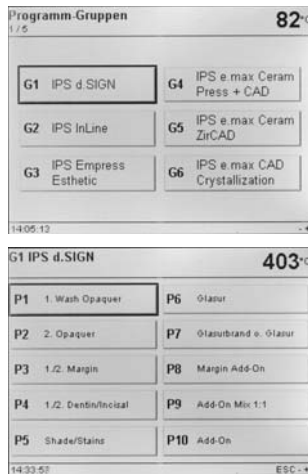 Programm-Gruppen
82°C
1/5
G1 IPS d.SIGN
G2 IPS InLine
G3 IPS Empress
Esthetic
G4 IPS e.max Ceram
Press + CAD
G5 IPS e.max Ceram
ZirCAD
G6 IPS e.max CAD
Crystallization
14:05:13
G1 IPS d.SIGN
403°C
P1 1. Wash Opaquer
P2 2. Opaquer
P3 1./2. Margin
P4 1./2. Dentin/Incisal
P5 Shade/Stains
P6 Glasur
P7 Glasurbrand o. Glasur
P8 Margin Add-On
P9 Add-On Mix 1:1
P10 Add-On
14:33:57
ESC